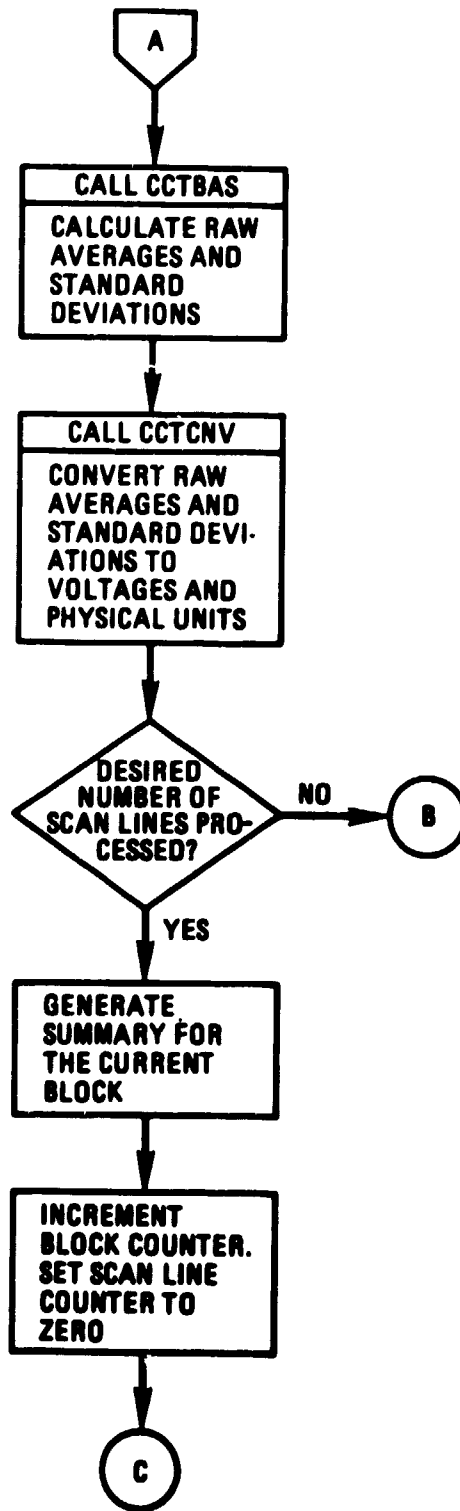 A
CALL CCTBAS
CALCULATE RAW
AVERAGES AND
STANDARD
DEVIATIONS
CALL CCTCNV
CONVERT RAW
AVERAGES AND
STANDARD DEVI-
ATIONS TO
VOLTAGES AND
PHYSICAL UNITS
DESIRED
NUMBER OF
SCAN LINES PRO-
CESSED?
NO
B
YES
GENERATE
SUMMARY FOR
THE CURRENT
BLOCK
INCREMENT
BLOCK COUNTER.
SET SCAN LINE
COUNTER TO
ZERO
C